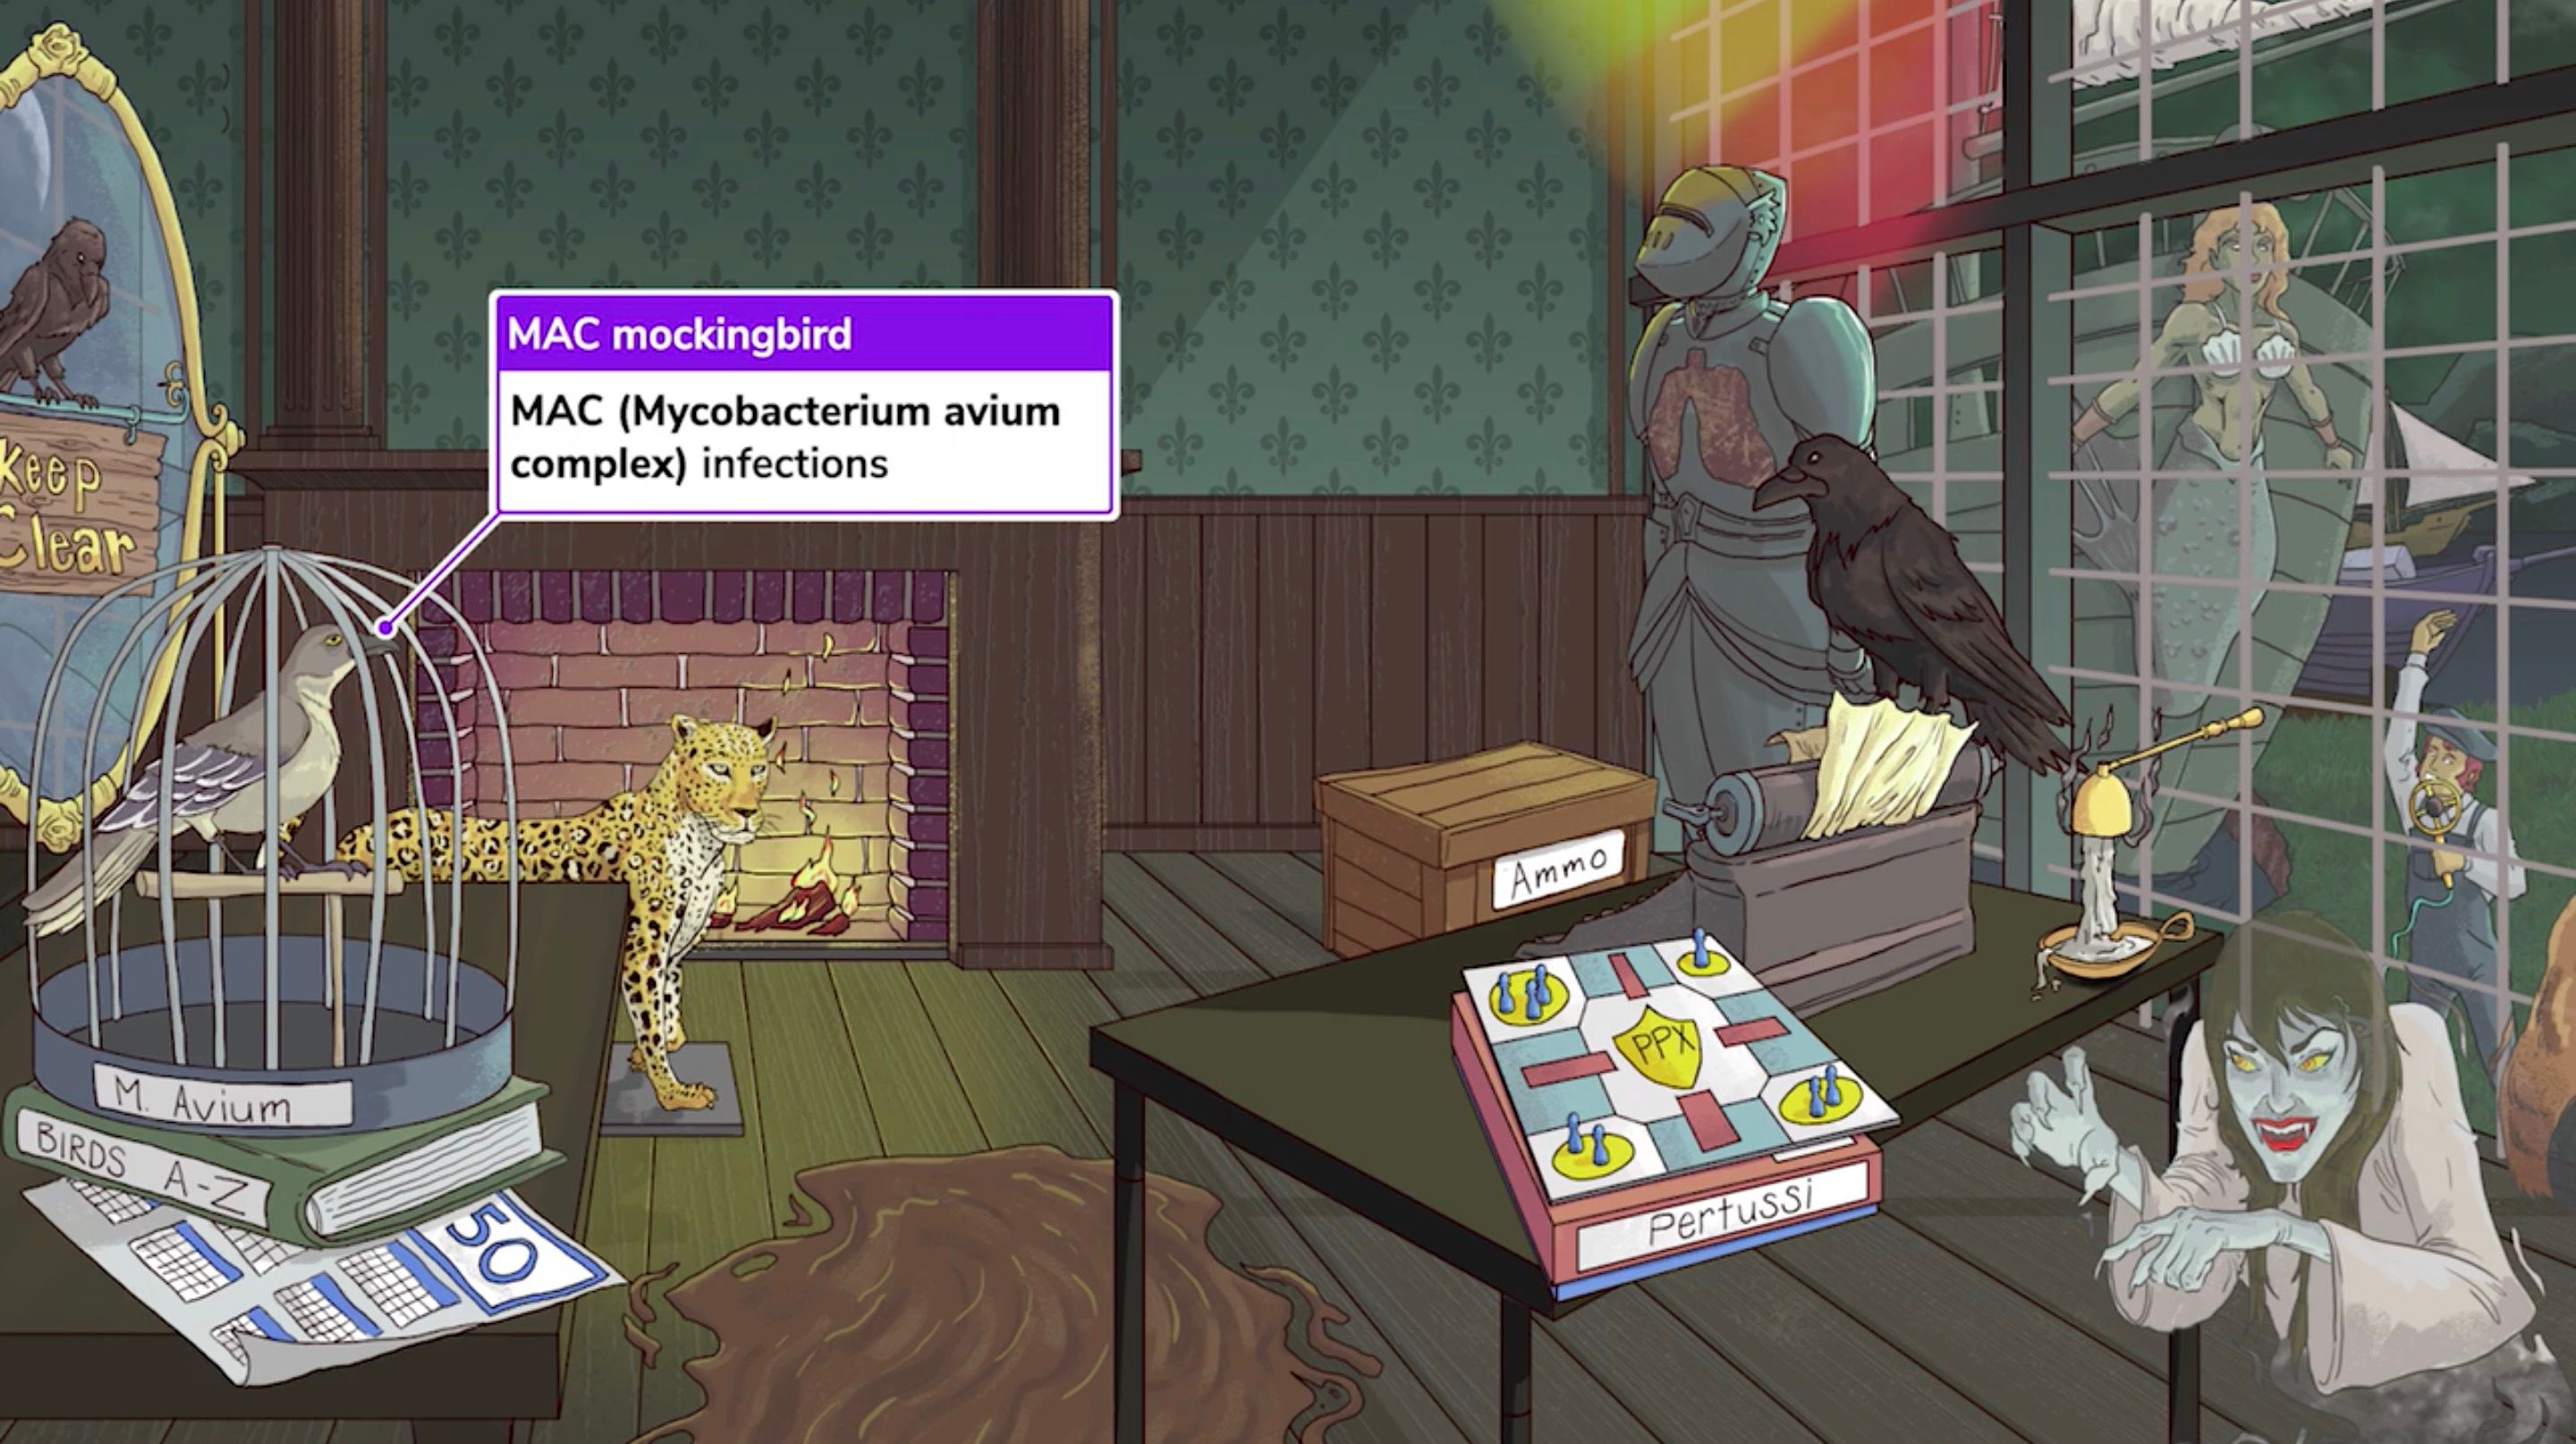 Keep
Clear
MAC mockingbird
MAC (Mycobacterium avium
complex) infections
Ammo
PPX
Pertussi
M. Avium
BIRDS A-Z
50